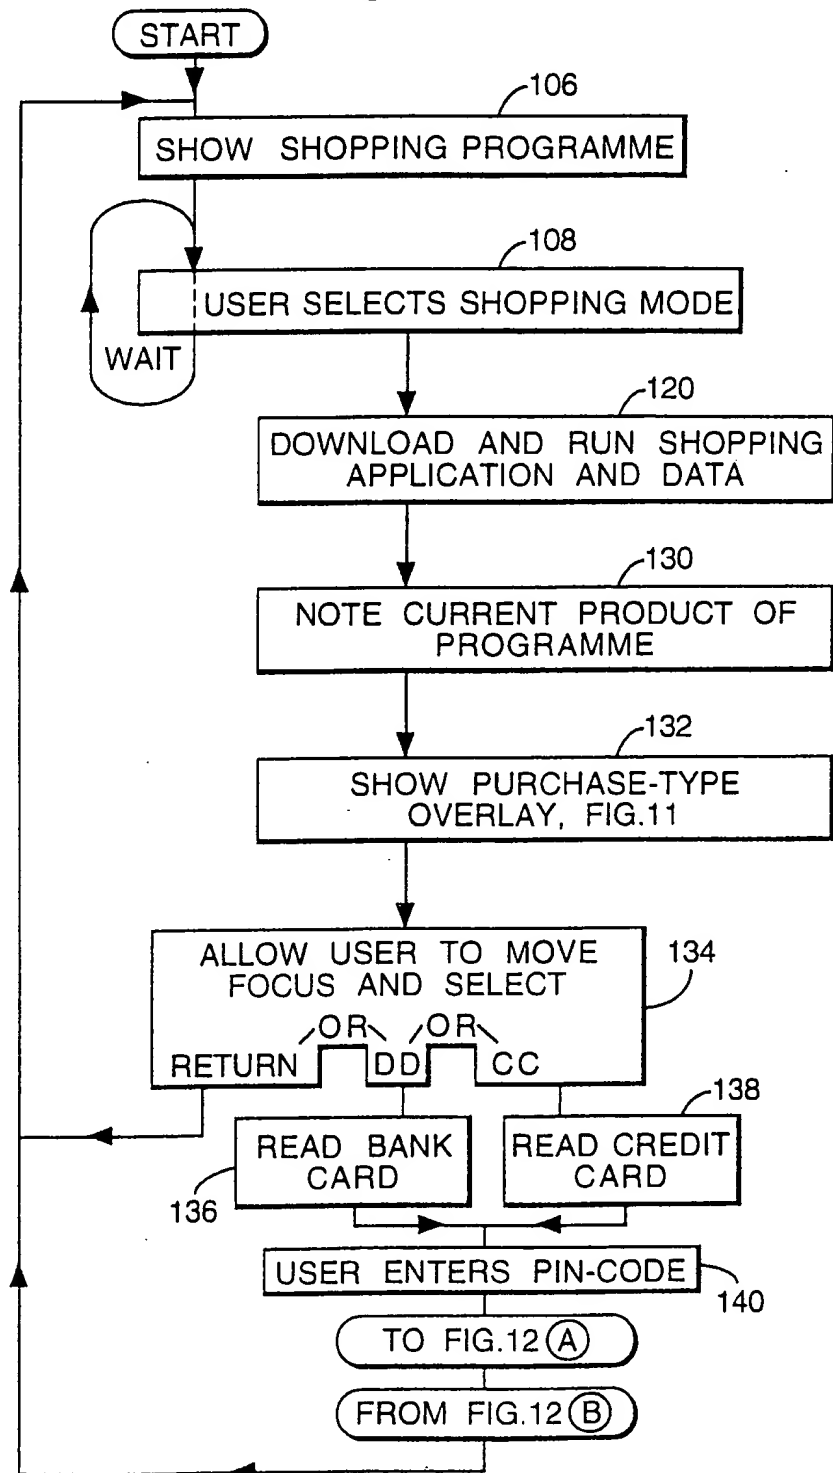 START
106
SHOW SHOPPING PROGRAMME
108
USER SELECTS SHOPPING MODE
WAIT
120
DOWNLOAD AND RUN SHOPPING
APPLICATION AND DATA
130
NOTE CURRENT PRODUCT OF
PROGRAMME
132
SHOW PURCHASE-TYPE
OVERLAY, FIG.11
ALLOW USER TO MOVE
FOCUS AND SELECT
134
OR OR
RETURN DD CC
138
READ BANK
CARD
136
READ CREDIT
CARD
USER ENTERS PIN-CODE
140
TO FIG.12 A
FROM FIG.12 B